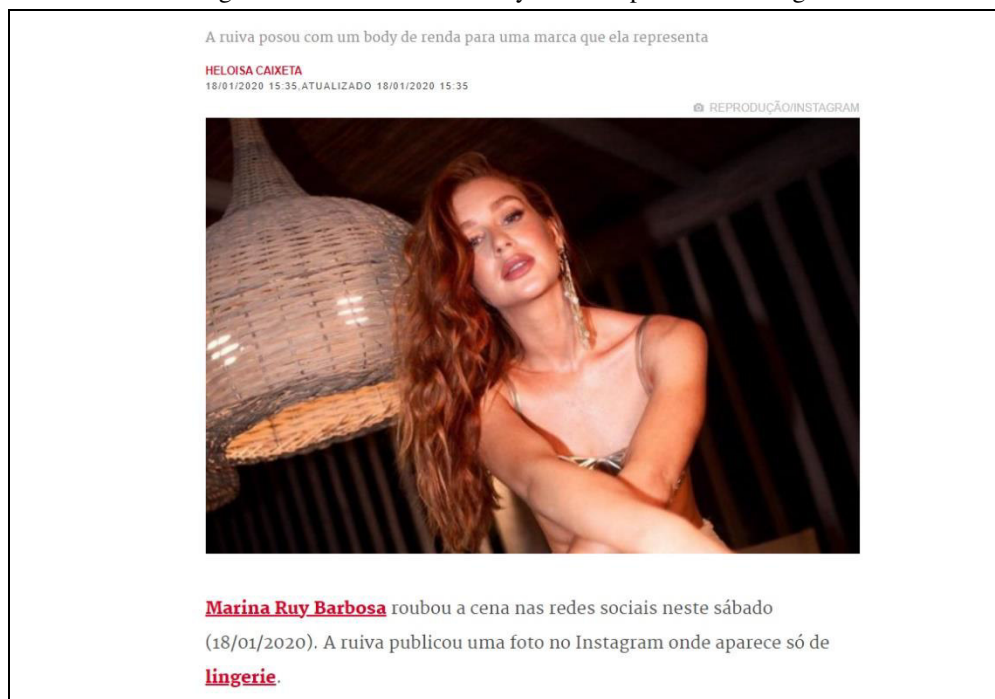 A ruiva posou com um body de renda para uma marca que ela representa
HELOISA CAIXETA
18/01/2020 15:35,ATUALIZADO 18/01/2020 15:35
REPRODUÇÃO/INSTAGRAM
Marina Ruy Barbosa roubou a cena nas redes sociais neste sábado
(18/01/2020). A ruiva publicou uma foto no Instagram onde aparece só de
lingerie.